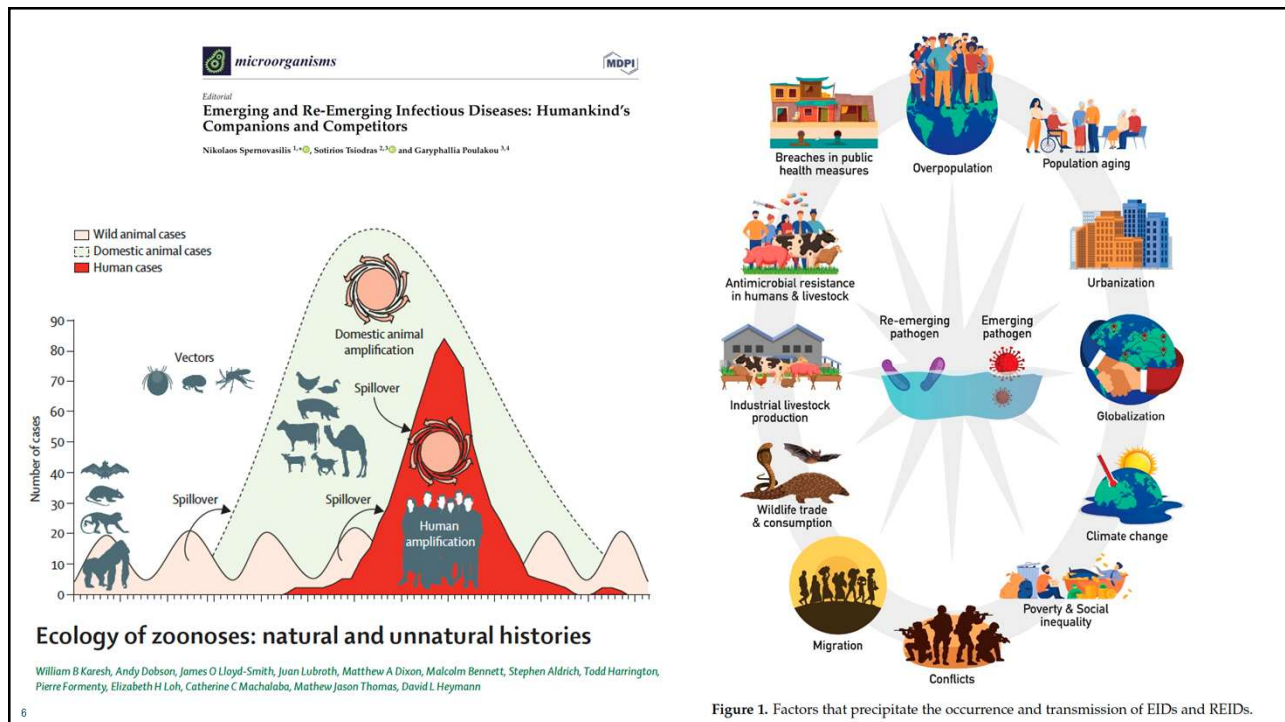 microorganisms
MDPI
Editorial
Emerging and Re-Emerging Infectious Diseases: Humankind's
Companions and Competitors
Nikolaos Spernovasilis 1,*, Sotirios Tsiodras 2,3 and Garyphallia Poulakou 3,4
Wild animal cases
Domestic animal cases
Human cases
Number of cases
90
80
70
60
50
40
30
20
10
0
Vectors
Domestic animal
amplification
Spillover
Spillover
Spillover
Human
amplification
Ecology of zoonoses: natural and unnatural histories
William B Karesh, Andy Dobson, James O Lloyd-Smith, Juan Lubroth, Matthew A Dixon, Malcolm Bennett, Stephen Aldrich, Todd Harrington,
Pierre Formenty, Elizabeth H Loh, Catherine C Machalaba, Mathew Jason Thomas, David L Heymann
6
Breaches in public
health measures
Overpopulation
Population aging
Antimicrobial resistance
in humans & livestock
Urbanization
Re-emerging
pathogen
Emerging
pathogen
Industrial livestock
production
Globalization
Wildlife trade
& consumption
Climate change
Migration
Poverty & Social
inequality
Conflicts
Figure 1. Factors that precipitate the occurrence and transmission of EIDs and REIDs.